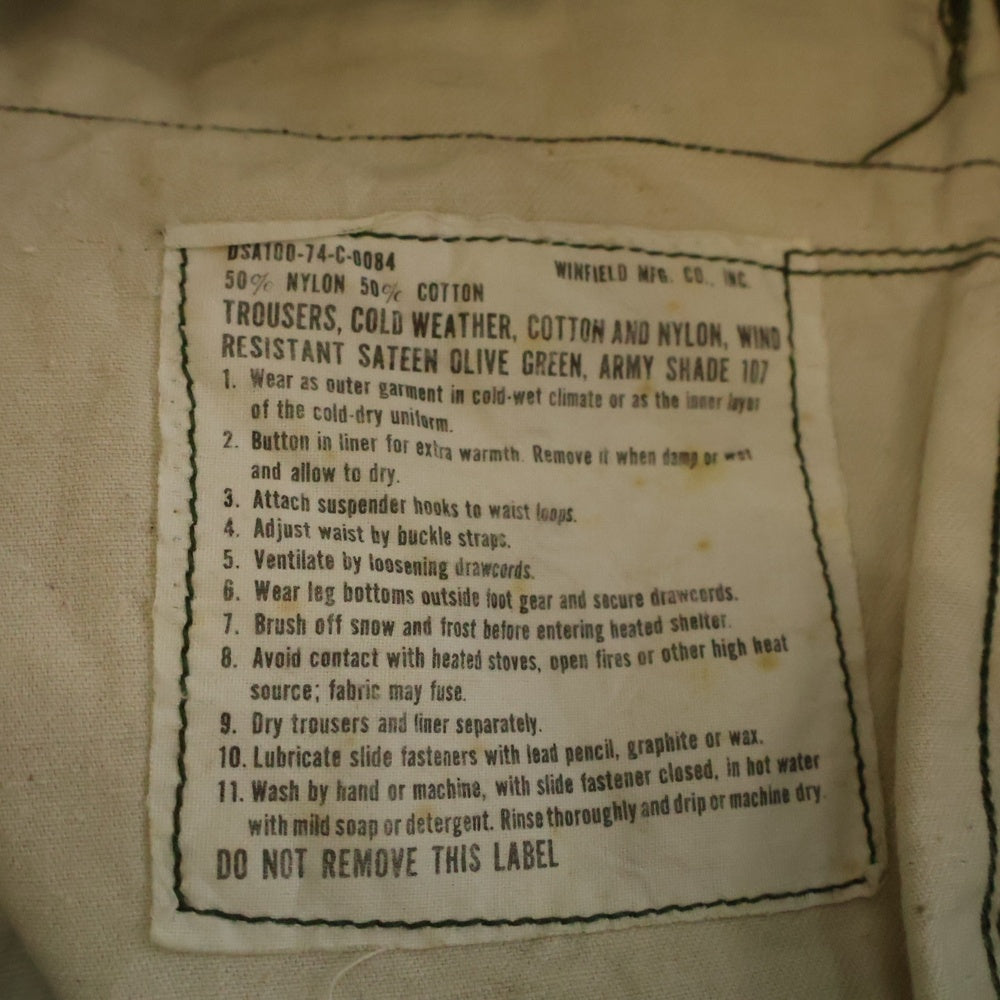 DSA100-74-C-0084
WINFIELD MFG. CO., INC.
50% NYLON 50% COTTON
TROUSERS, COLD WEATHER, COTTON AND NYLON, WIND
RESISTANT SATEEN OLIVE GREEN, ARMY SHADE 107
1. Wear as outer garment in cold-wet climate or as the inner layer
of the cold-dry uniform.
2. Button in liner for extra warmth. Remove it when damp or wet
and allow to dry.
3. Attach suspender hooks to waist loops.
4. Adjust waist by buckle straps.
5. Ventilate by loosening drawcords.
6. Wear leg bottoms outside foot gear and secure drawcords.
7. Brush off snow and frost before entering heated shelter.
8. Avoid contact with heated stoves, open fires or other high heat
source; fabric may fuse.
9. Dry trousers and liner separately.
10. Lubricate slide fasteners with lead pencil, graphite or wax.
11. Wash by hand or machine, with slide fastener closed, in hot water
with mild soap or detergent. Rinse thoroughly and drip or machine dry.
DO NOT REMOVE THIS LABEL